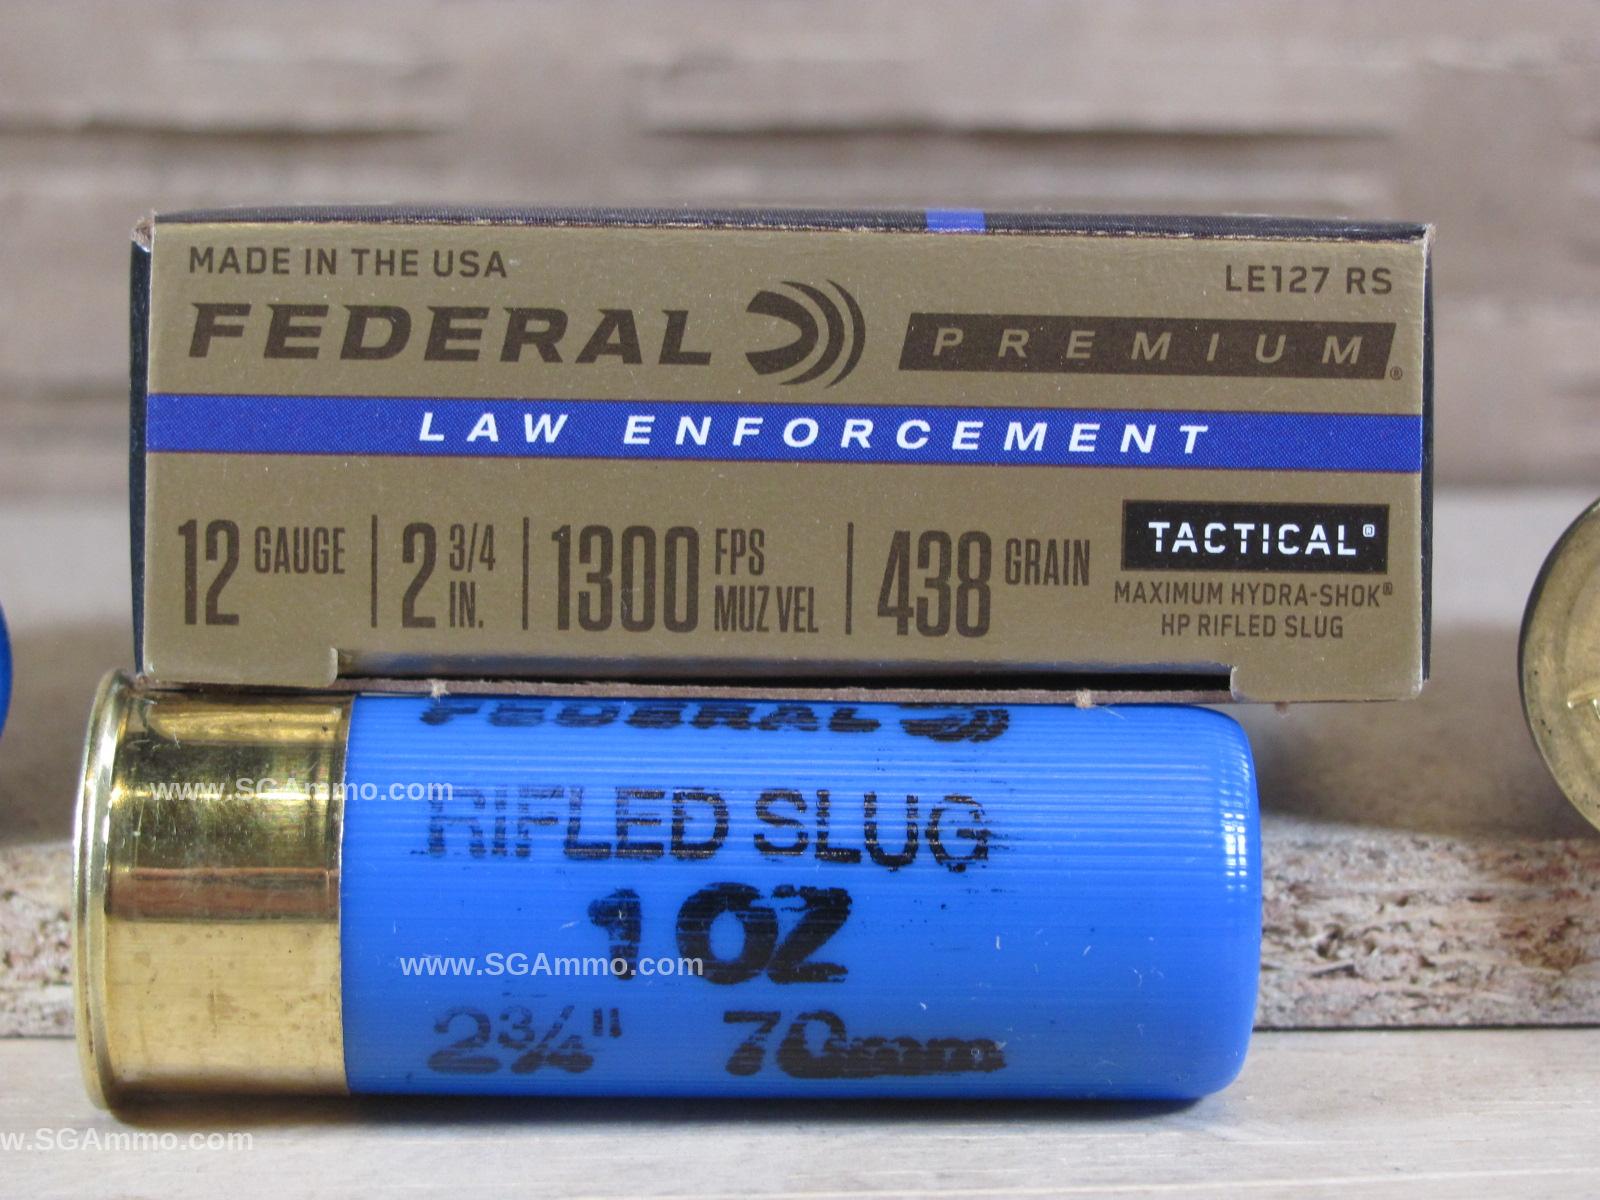 MADE IN THE USA
LE127 RS
FEDERAL PREMIUM®
LAW ENFORCEMENT
12 GAUGE | 2 3/4 IN. | 1300 FPS MUZ VEL | 438 GRAIN
TACTICAL®
MAXIMUM HYDRA-SHOK®
HP RIFLED SLUG
FEDERAL
www.SGAmmo.com
RIFLED SLUG
1 OZ
www.SGAmmo.com
2¾" 70mm
w.SGAmmo.com